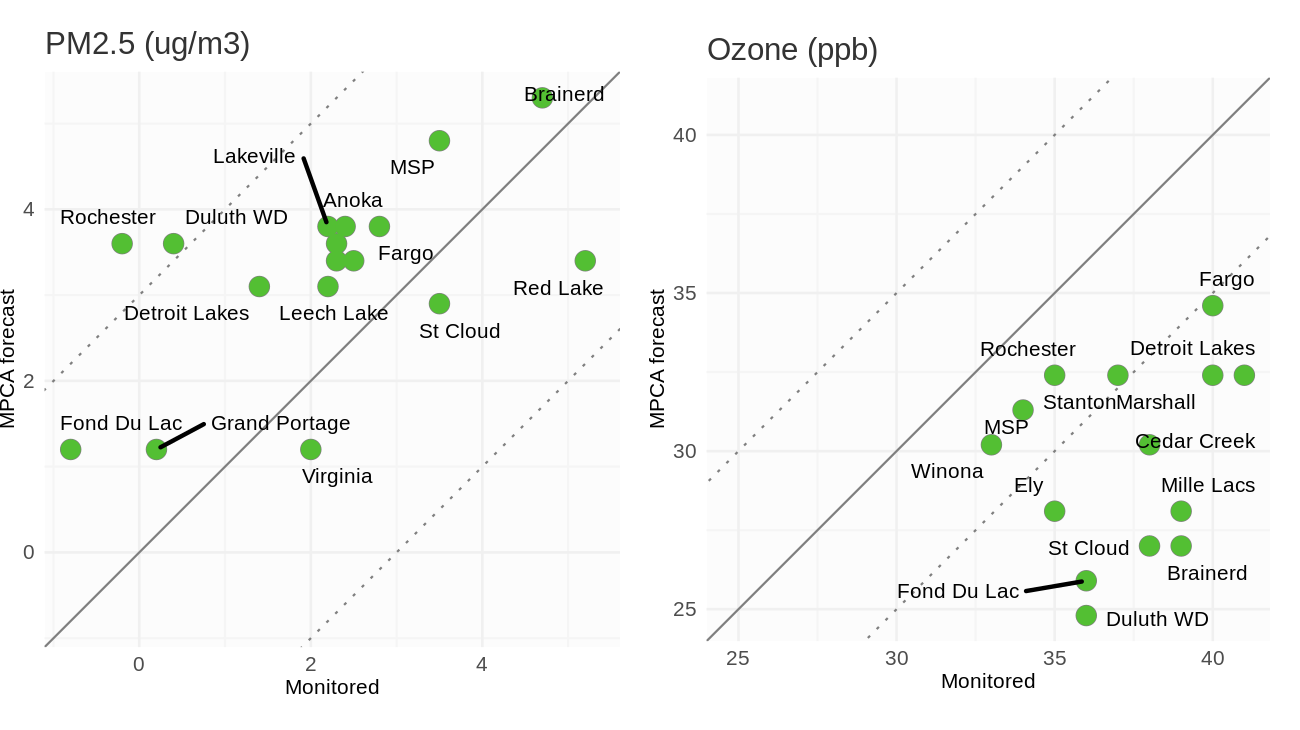 PM2.5 (ug/m3)
Brainerd
Lakeville
MSP
Anoka
4
Rochester
Duluth WD
Fargo
Red Lake
Detroit Lakes
Leech Lake
St Cloud
MPCA forecast
2
Fond Du Lac
Grand Portage
Virginia
0
0
2
4
Monitored
Ozone (ppb)
40
Fargo
35
Rochester
Detroit Lakes
Stanton
Marshall
MSP
Cedar Creek
MPCA forecast
30
Winona
Ely
Mille Lacs
St Cloud
Brainerd
Fond Du Lac
25
Duluth WD
25
30
35
40
Monitored